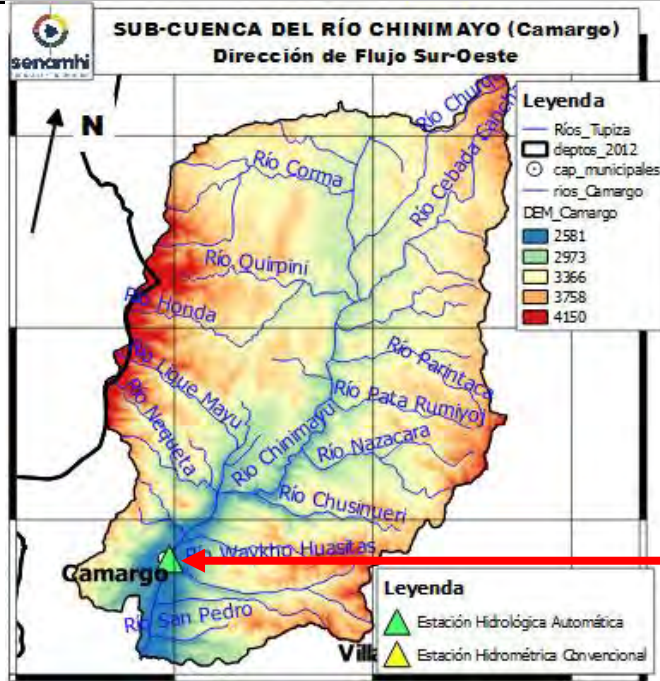 senamhi
SUB-CUENCA DEL RÍO CHINIMAYO (Camargo)
Dirección de Flujo Sur-Oeste
N
Leyenda
Ríos_Tupiza
deptos_2012
cap_municipales
rios_Camargo
DEM_Camargo
2581
2973
3366
3758
4150
Río
Río Cebada Cancha
Río Corma
Río Quirpini
Río Honda
Río Parintaca
Río Lique Mayu
Río Pata Rumiyoj
Río Nequeta
Río Chinimayu
Río Nazacara
Río Chusinueri
Río Waykho Huasitas
Camargo
Río San Pedro
Villa
Leyenda
Estación Hidrológica Automática
Estación Hidrométrica Convencional